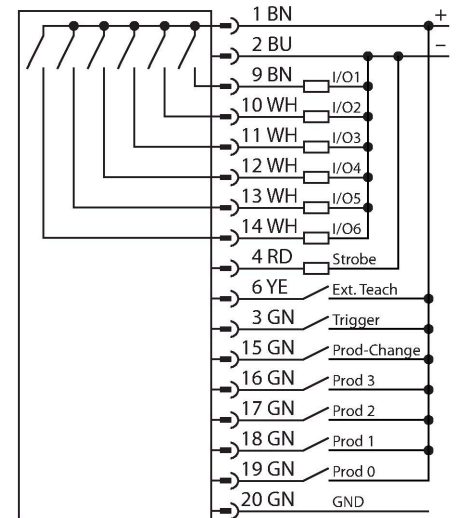 1 BN +
2 BU −
9 BN I/O1
10 WH I/O2
11 WH I/O3
12 WH I/O4
13 WH I/O5
14 WH I/O6
4 RD Strobe
6 YE Ext. Teach
3 GN Trigger
15 GN Prod-Change
16 GN Prod 3
17 GN Prod 2
18 GN Prod 1
19 GN Prod 0
20 GN GND